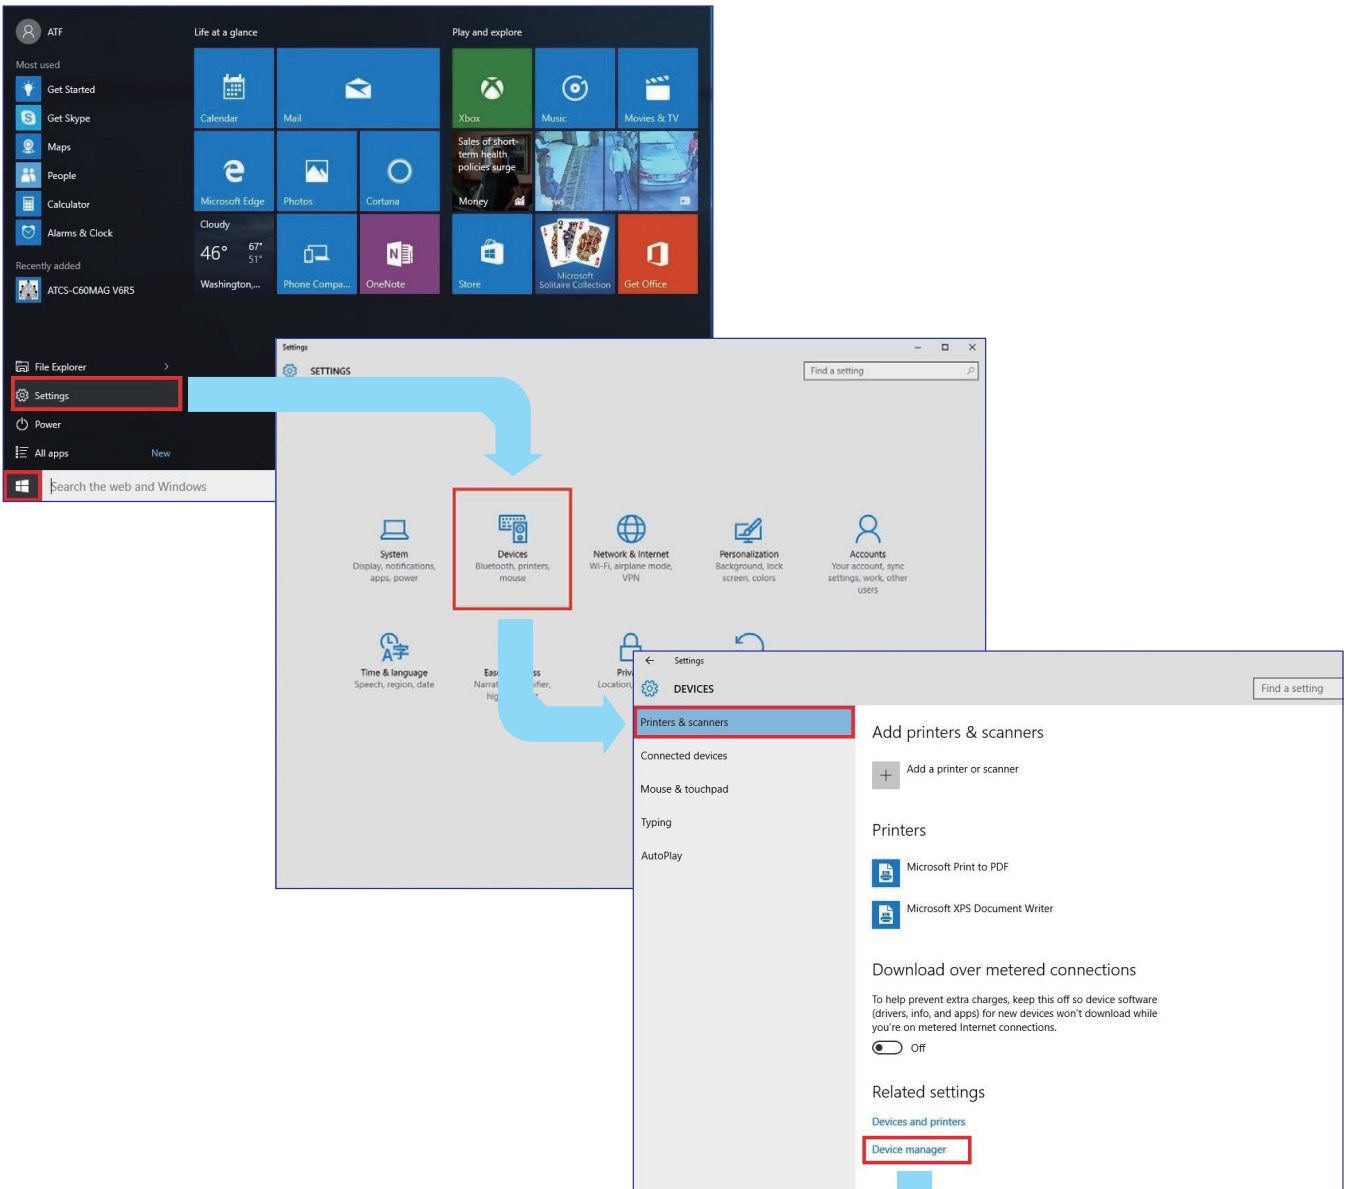 ATF
Life at a glance
Play and explore
Most used
Get Started
Get Skype
Maps
People
Calculator
Alarms & Clock
Recently added
ATCS-C60MAG V6R5
File Explorer
Settings
Power
All apps
New
Search the web and Windows
Calendar
Mail
Microsoft Edge
Photos
Cortana
Cloudy
46°
67°
51°
Washington,...
Phone Compa...
OneNote
Xbox
Music
Movies & TV
Sales of short-
term health
policies surge
Money
News
Store
Microsoft
Solitaire Collection
Get Office
Settings
SETTINGS
Find a setting
System
Display, notifications,
apps, power
Devices
Bluetooth, printers,
mouse
Network & Internet
Wi-Fi, airplane mode,
VPN
Personalization
Background, lock
screen, colors
Accounts
Your account, sync
settings, work, other
users
Time & language
Speech, region, date
Location,
Settings
DEVICES
Find a setting
Printers & scanners
Connected devices
Mouse & touchpad
Typing
AutoPlay
Add printers & scanners
Add a printer or scanner
Printers
Microsoft Print to PDF
Microsoft XPS Document Writer
Download over metered connections
To help prevent extra charges, keep this off so device software
(drivers, info, and apps) for new devices won't download while
you're on metered Internet connections.
Off
Related settings
Devices and printers
Device manager